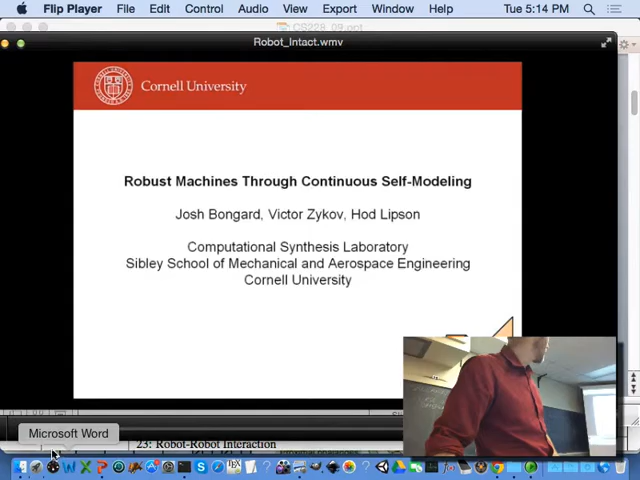 Flip Player File Edit Control Audio View Export Window Help Tue 5:14 PM
CS228_09.ppt
Robot_Intact.wmv
Cornell University
Robust Machines Through Continuous Self-Modeling
Josh Bongard, Victor Zykov, Hod Lipson
Computational Synthesis Laboratory
Sibley School of Mechanical and Aerospace Engineering
Cornell University
Microsoft Word
23: Robot-Robot Interaction